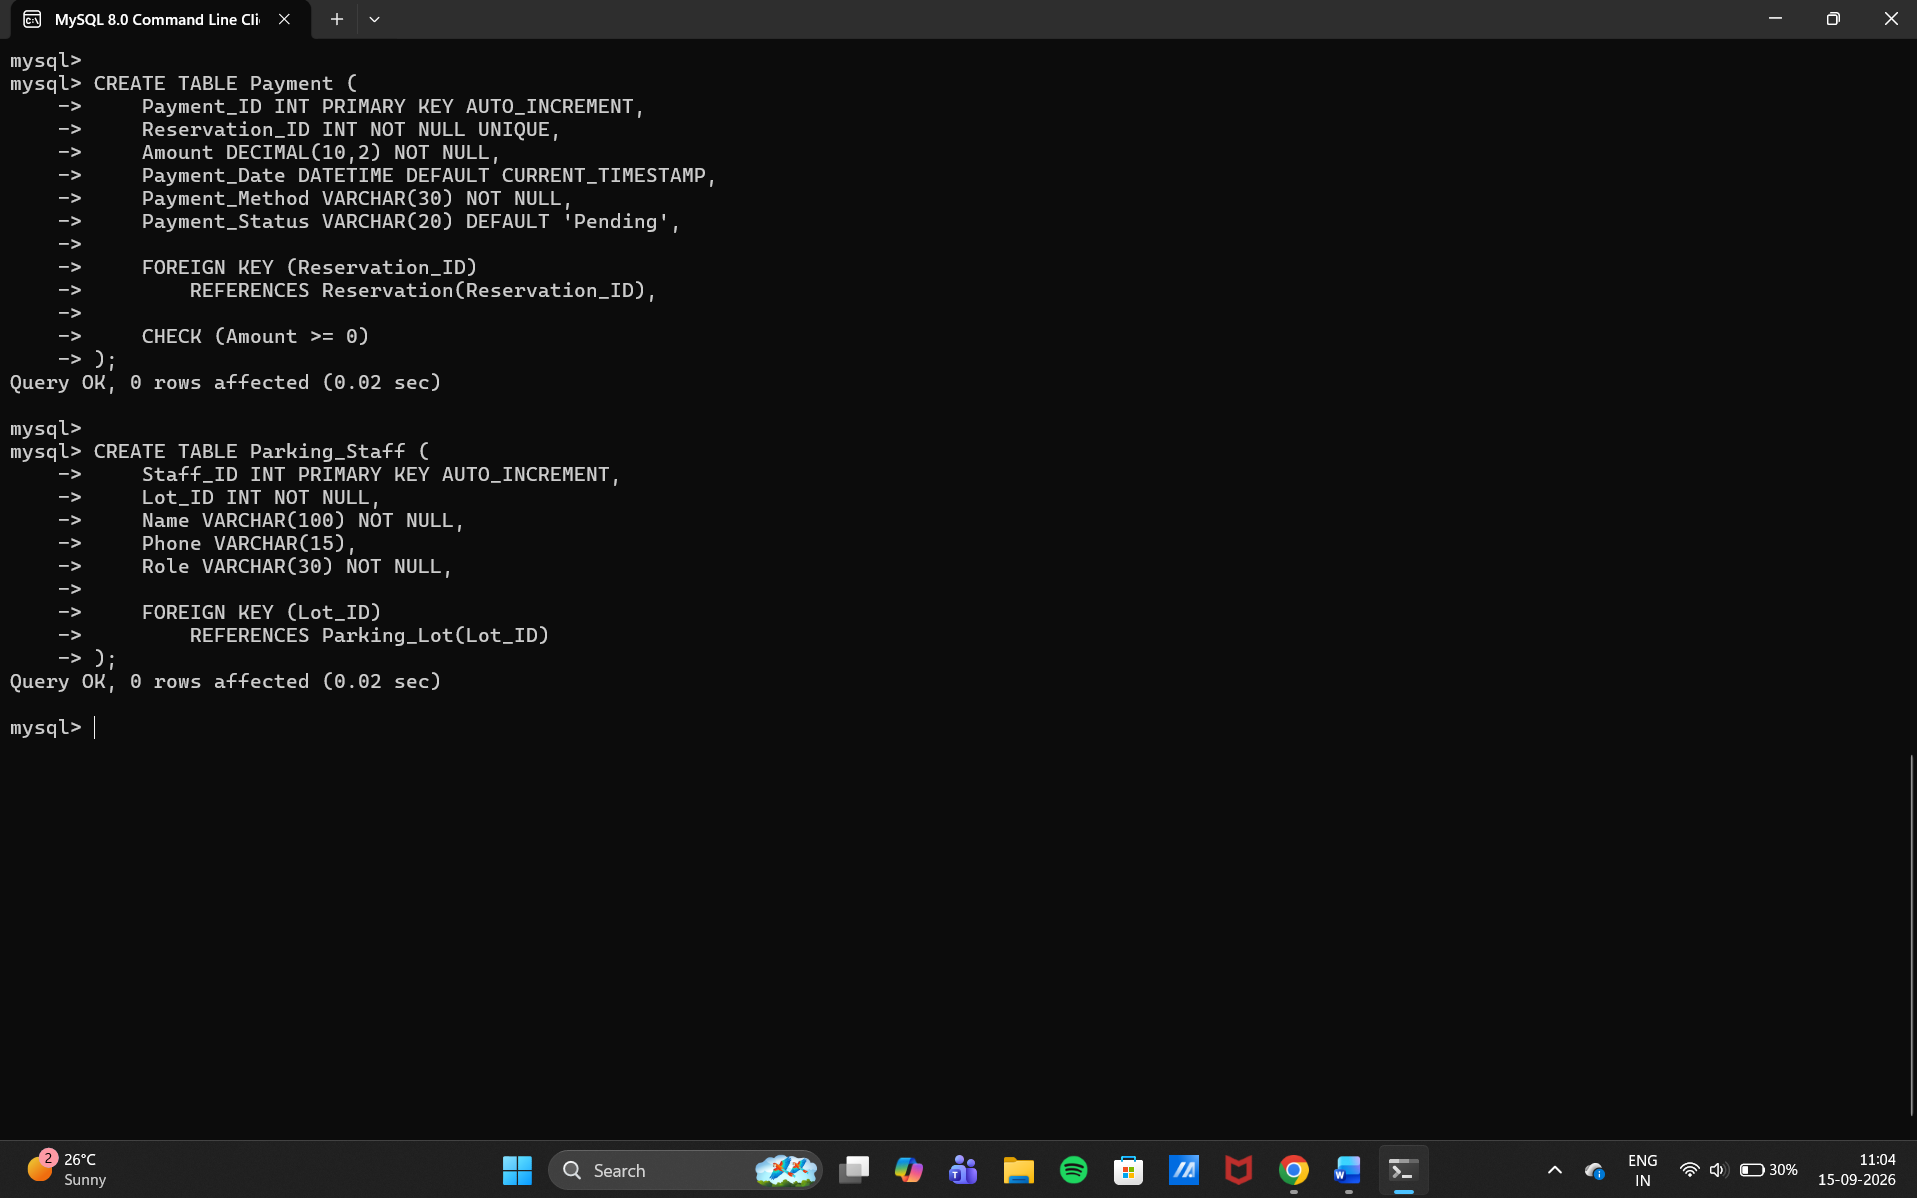 MySQL 8.0 Command Line Cli
mysql>
mysql> CREATE TABLE Payment (
    ->     Payment_ID INT PRIMARY KEY AUTO_INCREMENT,
    ->     Reservation_ID INT NOT NULL UNIQUE,
    ->     Amount DECIMAL(10,2) NOT NULL,
    ->     Payment_Date DATETIME DEFAULT CURRENT_TIMESTAMP,
    ->     Payment_Method VARCHAR(30) NOT NULL,
    ->     Payment_Status VARCHAR(20) DEFAULT 'Pending',
    ->
    ->     FOREIGN KEY (Reservation_ID)
    ->         REFERENCES Reservation(Reservation_ID),
    ->
    ->     CHECK (Amount >= 0)
    -> );
Query OK, 0 rows affected (0.02 sec)
mysql>
mysql> CREATE TABLE Parking_Staff (
    ->     Staff_ID INT PRIMARY KEY AUTO_INCREMENT,
    ->     Lot_ID INT NOT NULL,
    ->     Name VARCHAR(100) NOT NULL,
    ->     Phone VARCHAR(15),
    ->     Role VARCHAR(30) NOT NULL,
    ->
    ->     FOREIGN KEY (Lot_ID)
    ->         REFERENCES Parking_Lot(Lot_ID)
    -> );
Query OK, 0 rows affected (0.02 sec)
mysql>
2
26°C
Sunny
Search
ENG
IN
30%
11:04
15-09-2026